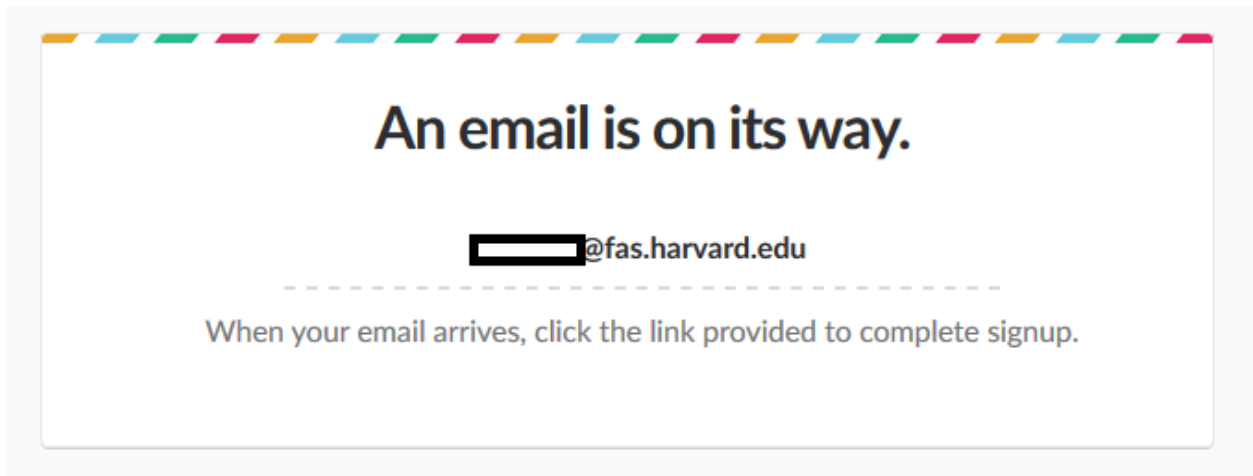 An email is on its way.
@fas.harvard.edu
When your email arrives, click the link provided to complete signup.